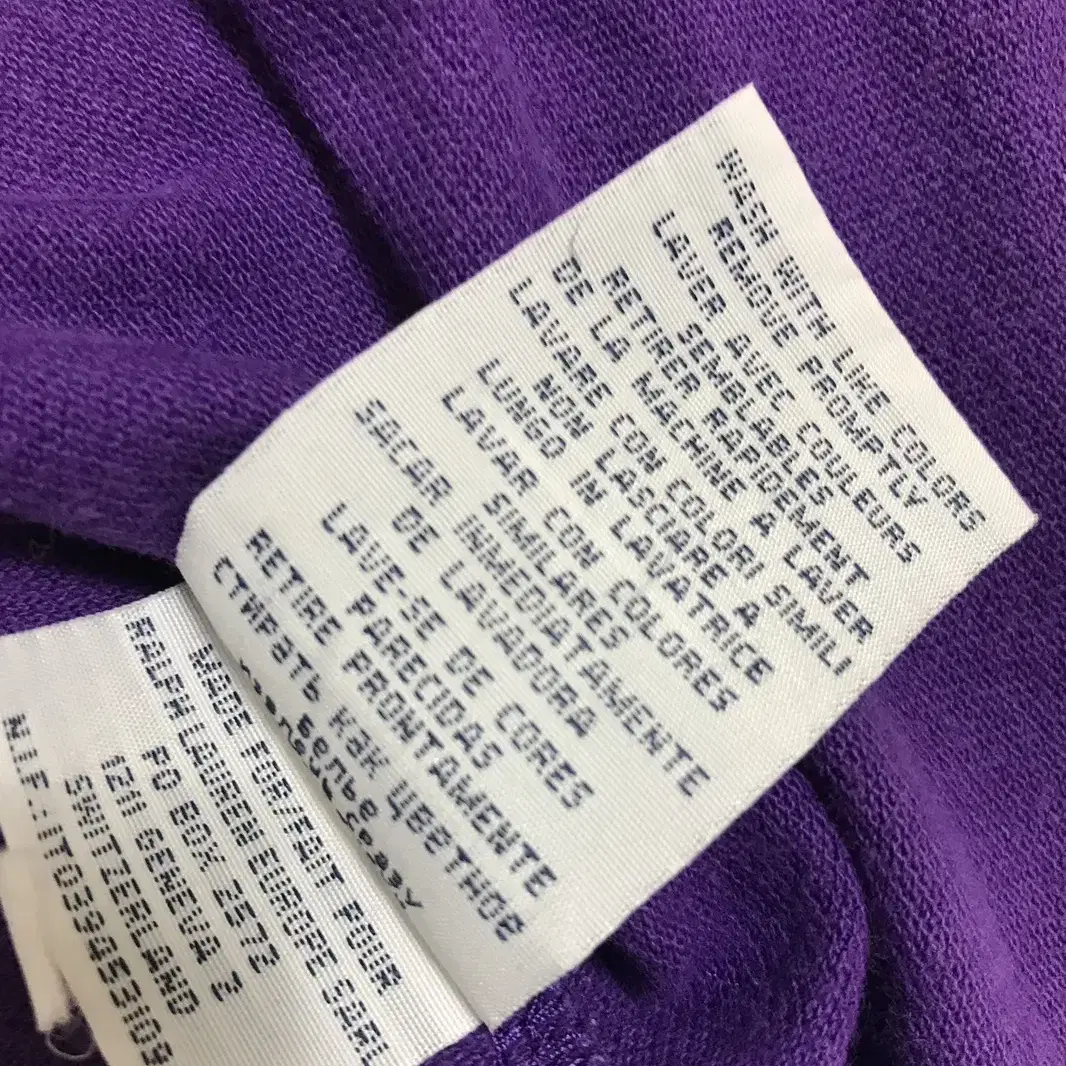 WASH WITH LIKE COLORS
REMOVE PROMPTLY
LAVER AVEC COULEURS
SEMBLABLES
RETIRER RAPIDEMENT
DE LA MACHINE A LAVER
LAVARE CON COLORI SIMILI
NON LASCIARE A
LUNGO IN LAVATRICE
LAVAR CON COLORES
SIMILARES
SACAR INMEDIATAMENTE
DE LAVADORA
LAVE-SE DE CORES
PARECIDAS
RETIRE PRONTAMENTE
Стирать как цветное
белье
сразу
MADE FOR/FAIT POUR
RALPH LAUREN EUROPE SARL
PO BOX 2572
1211 GENEVA 2
SWITZERLAND
N.I.F.:IT039453109